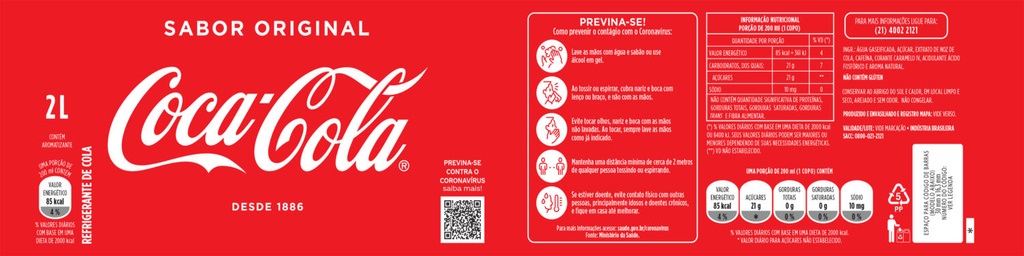 SABOR ORIGINAL
2L
CONTÉM
AROMATIZANTE
Coca-Cola
®
DESDE 1886
UMA PORÇÃO DE
200 ml CONTÉM
VALOR
ENERGÉTICO
85 kcal
4 %
% VALORES DIÁRIOS
COM BASE EM UMA
DIETA DE 2000 kcal
REFRIGERANTE DE COLA
PREVINA-SE
CONTRA O
CORONAVÍRUS
saiba mais!
PREVINA-SE!
Como prevenir o contágio com o Coronavírus:
Lave as mãos com água e sabão ou use
álcool em gel.
Ao tossir ou espirrar, cubra nariz e boca com
lenço ou braço, e não com as mãos.
Evite tocar olhos, nariz e boca com as mãos
não lavadas. Ao tocar, sempre lave as mãos
como já indicado.
Mantenha uma distância mínima de cerca de 2 metros
de qualquer pessoa tossindo ou espirrando.
Se estiver doente, evite contato físico com outras
pessoas, principalmente idosos e doentes crônicos,
e fique em casa até melhorar.
Para mais informações acesse: saude.gov.br/coronavirus
Fonte: Ministério da Saúde.
INFORMAÇÃO NUTRICIONAL
PORÇÃO DE 200 ml (1 COPO)
QUANTIDADE POR PORÇÃO % VD (*)
VALOR ENERGÉTICO 85 kcal = 361 kJ 4
CARBOIDRATOS, DOS QUAIS: 21 g 7
AÇÚCARES 21 g **
SÓDIO 10 mg 0
NÃO CONTÉM QUANTIDADE SIGNIFICATIVA DE PROTEÍNAS,
GORDURAS TOTAIS, GORDURAS SATURADAS, GORDURAS
TRANS E FIBRA ALIMENTAR.
(*) % VALORES DIÁRIOS COM BASE EM UMA DIETA DE 2000 kcal
OU 8400 kJ. SEUS VALORES DIÁRIOS PODEM SER MAIORES OU
MENORES DEPENDENDO DE SUAS NECESSIDADES ENERGÉTICAS.
(**) VD NÃO ESTABELECIDO.
UMA PORÇÃO DE 200 ml (1 COPO) CONTÉM
VALOR
ENERGÉTICO
85 kcal
4 %
AÇÚCARES
21 g
*
GORDURAS
TOTAIS
0 g
0 %
GORDURAS
SATURADAS
0 g
0 %
SÓDIO
10 mg
0 %
% VALORES DIÁRIOS COM BASE EM UMA DIETA DE 2000 kcal.
* VALOR DIÁRIO PARA AÇÚCARES NÃO ESTABELECIDO.
PARA MAIS INFORMAÇÕES LIGUE PARA:
(21) 4002 2121
INGR.: ÁGUA GASEIFICADA, AÇÚCAR, EXTRATO DE NOZ DE
COLA, CAFEÍNA, CORANTE CARAMELO IV, ACIDULANTE ÁCIDO
FOSFÓRICO E AROMA NATURAL.
NÃO CONTÉM GLÚTEN
CONSERVAR AO ABRIGO DO SOL E CALOR, EM LOCAL LIMPO E
SECO, AREJADO E SEM ODOR. NÃO CONGELAR.
PRODUZIDO E ENVASILHADO E REGISTRO MAPA: VIDE VERSO.
VALIDADE/LOTE: VIDE MARCAÇÃO • INDÚSTRIA BRASILEIRA
SACC: 0800-021-2121
5
PP
ESPAÇO PARA CÓDIGO DE BARRAS
(MODELO ABAIXO)
NÚMERO DO CÓDIGO:
VER LEGENDA
*